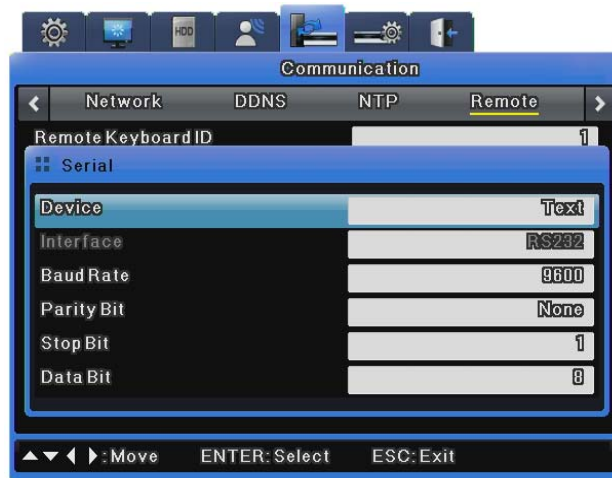 HDD
Communication
Network DDNS NTP Remote
Remote Keyboard ID 1
Serial
Device Text
Interface RS232
Baud Rate 9600
Parity Bit None
Stop Bit 1
Data Bit 8
:Move ENTER:Select ESC:Exit